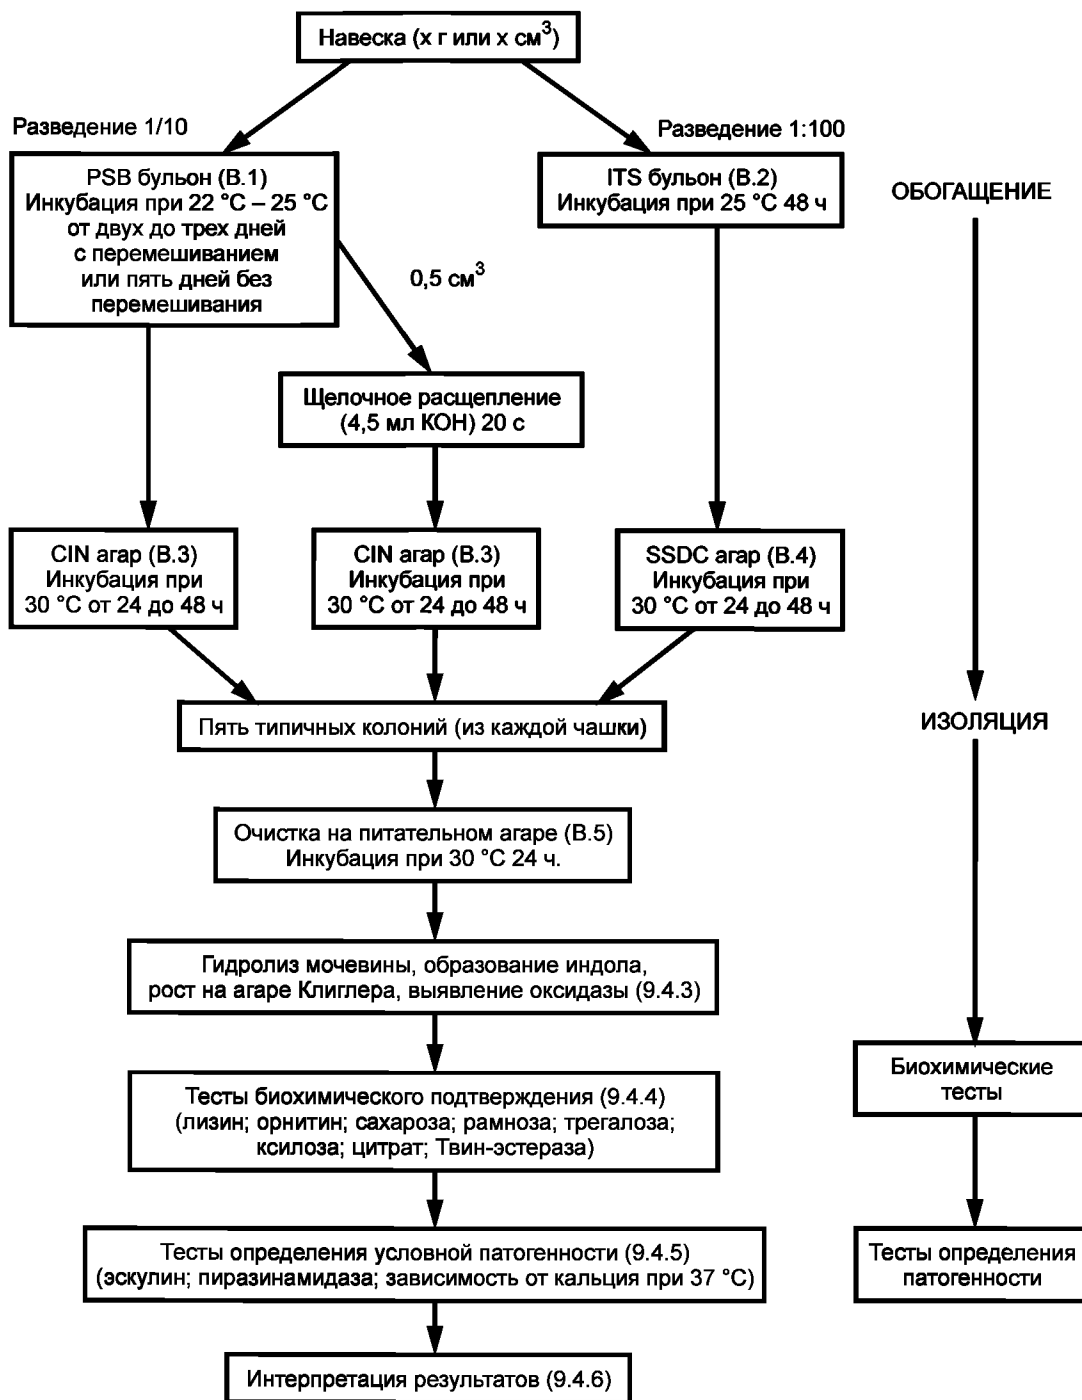 Навеска (х г или х см³)
Разведение 1/10
Разведение 1:100
PSB бульон (В.1)
Инкубация при 22 °С – 25 °С
от двух до трех дней
с перемешиванием
или пять дней без
перемешивания
ITS бульон (В.2)
Инкубация при 25 °С 48 ч
ОБОГАЩЕНИЕ
0,5 см³
Щелочное расщепление
(4,5 мл КОН) 20 с
CIN агар (В.3)
Инкубация при
30 °С от 24 до 48 ч
CIN агар (В.3)
Инкубация при
30 °С от 24 до 48 ч
SSDC агар (В.4)
Инкубация при
30 °С от 24 до 48 ч
Пять типичных колоний (из каждой чашки)
ИЗОЛЯЦИЯ
Очистка на питательном агаре (В.5)
Инкубация при 30 °С 24 ч.
Гидролиз мочевины, образование индола,
рост на агаре Клиглера, выявление оксидазы (9.4.3)
Биохимические
тесты
Тесты биохимического подтверждения (9.4.4)
(лизин; орнитин; сахароза; рамноза; трегалоза;
ксилоза; цитрат; Твин-эстераза)
Тесты определения условной патогенности (9.4.5)
(эскулин; пиразинамидаза; зависимость от кальция при 37 °С)
Тесты определения
патогенности
Интерпретация результатов (9.4.6)